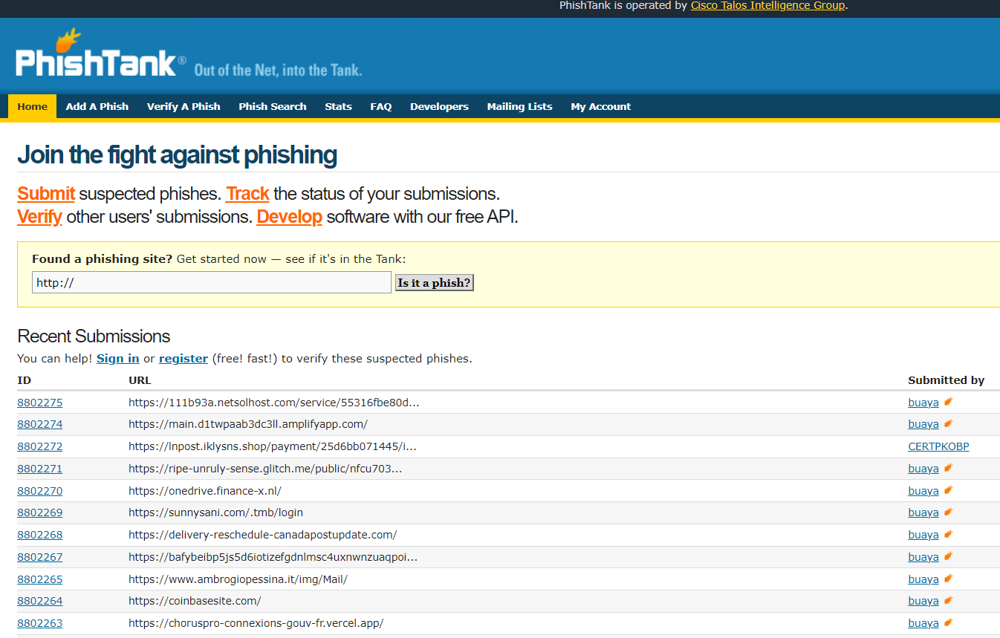 PhishTank is operated by Cisco Talos Intelligence Group.
PhishTank® Out of the Net, into the Tank.
Home Add A Phish Verify A Phish Phish Search Stats FAQ Developers Mailing Lists My Account
Join the fight against phishing
Submit suspected phishes. Track the status of your submissions.
Verify other users' submissions. Develop software with our free API.
Found a phishing site? Get started now — see if it's in the Tank:
http:// Is it a phish?
Recent Submissions
You can help! Sign in or register (free! fast!) to verify these suspected phishes.
ID URL Submitted by
8802275 https://111b93a.netsolhost.com/service/55316fbe80d... buaya
8802274 https://main.d1twpaab3dc3ll.amplifyapp.com/ buaya
8802272 https://lnpost.iklysns.shop/payment/25d6bb071445/i... CERTPKOBP
8802271 https://ripe-unruly-sense.glitch.me/public/nfcu703... buaya
8802270 https://onedrive.finance-x.nl/ buaya
8802269 https://sunnysani.com/.tmb/login buaya
8802268 https://delivery-reschedule-canadapostupdate.com/ buaya
8802267 https://bafybeibp5js5d6iotizefgdnlmsc4uxnwnzuaqpoi... buaya
8802265 https://www.ambrogiopessina.it/img/Mail/ buaya
8802264 https://coinbasesite.com/ buaya
8802263 https://choruspro-connexions-gouv-fr.vercel.app/ buaya